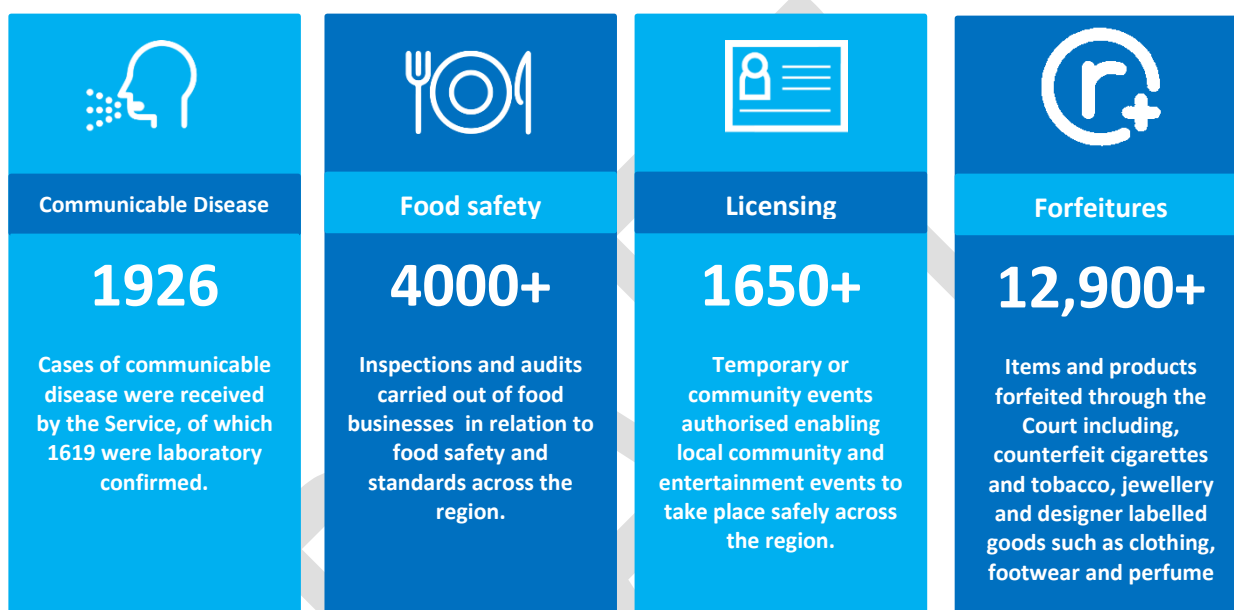 Communicable Disease
1926
Cases of communicable
disease were received
by the Service, of which
1619 were laboratory
confirmed.
Food safety
4000+
Inspections and audits
carried out of food
businesses in relation to
food safety and
standards across the
region.
Licensing
1650+
Temporary or
community events
authorised enabling
local community and
entertainment events to
take place safely across
the region.
r+
Forfeitures
12,900+
Items and products
forfeited through the
Court including,
counterfeit cigarettes
and tobacco, jewellery
and designer labelled
goods such as clothing,
footwear and perfume